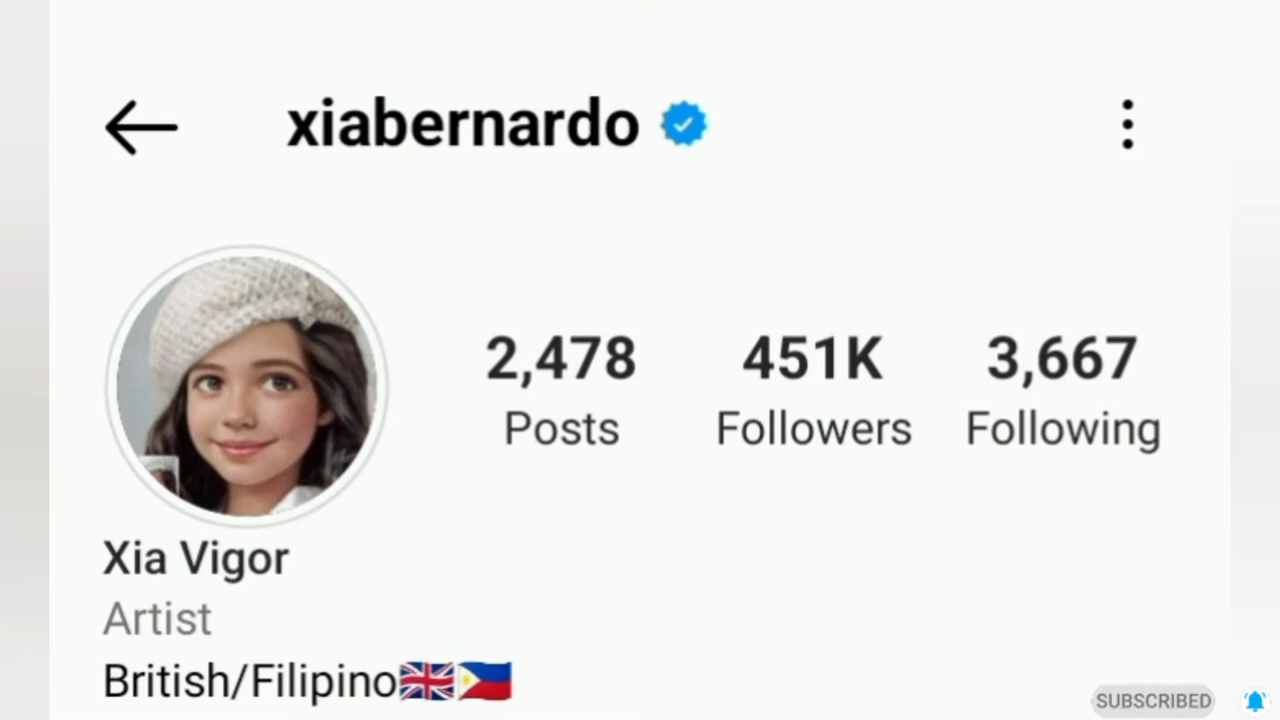 xiabernardo
2,478 451K 3,667
Posts Followers Following
Xia Vigor
Artist
British/Filipino🇬🇧🇵🇭
SUBSCRIBED